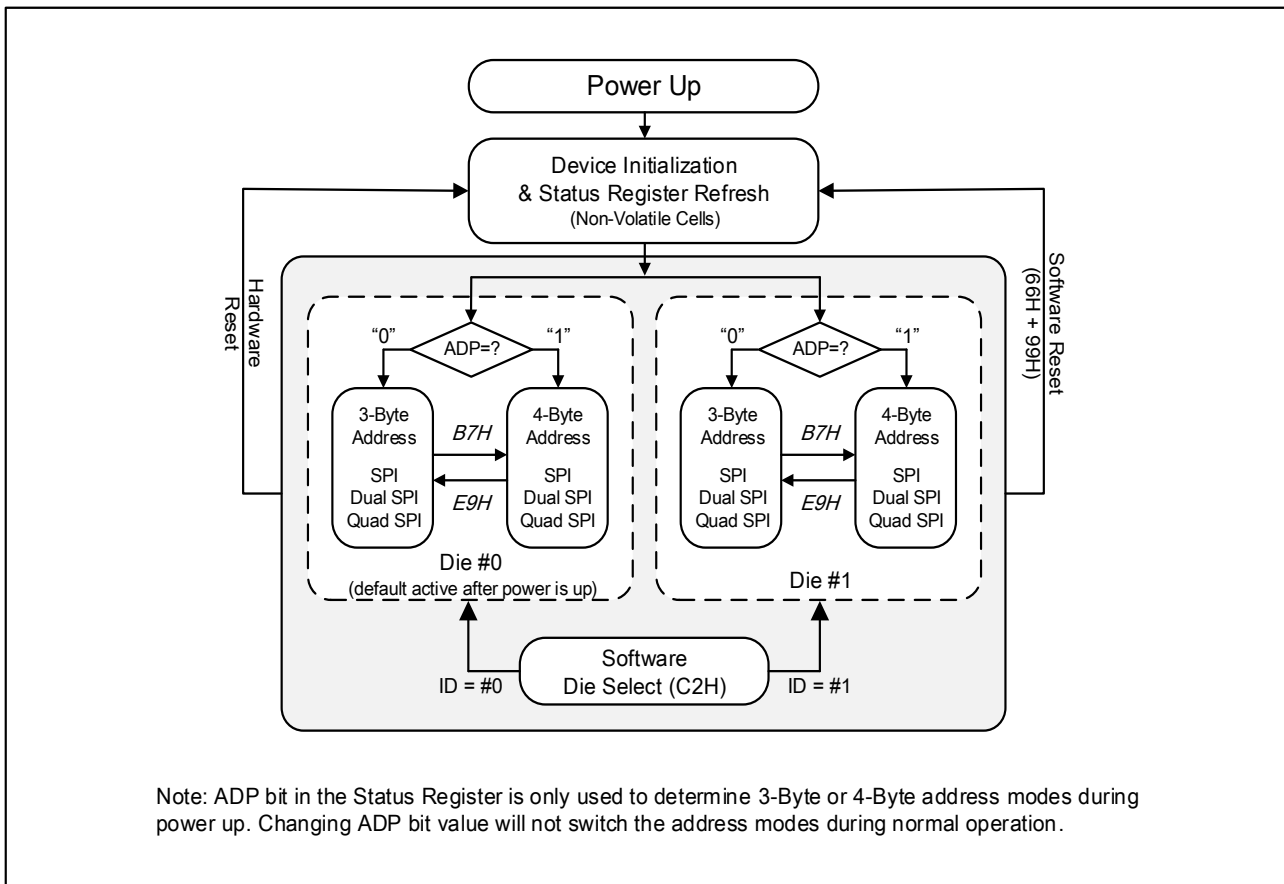 Power Up
Device Initialization
& Status Register Refresh
(Non-Volatile Cells)
Hardware
Reset
Software Reset
(66H + 99H)
“0”
ADP=?
“1”
3-Byte
Address
SPI
Dual SPI
Quad SPI
B7H
E9H
4-Byte
Address
SPI
Dual SPI
Quad SPI
Die #0
(default active after power is up)
“0”
ADP=?
“1”
3-Byte
Address
SPI
Dual SPI
Quad SPI
B7H
E9H
4-Byte
Address
SPI
Dual SPI
Quad SPI
Die #1
ID = #0
Software
Die Select (C2H)
ID = #1
Note: ADP bit in the Status Register is only used to determine 3-Byte or 4-Byte address modes during
power up. Changing ADP bit value will not switch the address modes during normal operation.